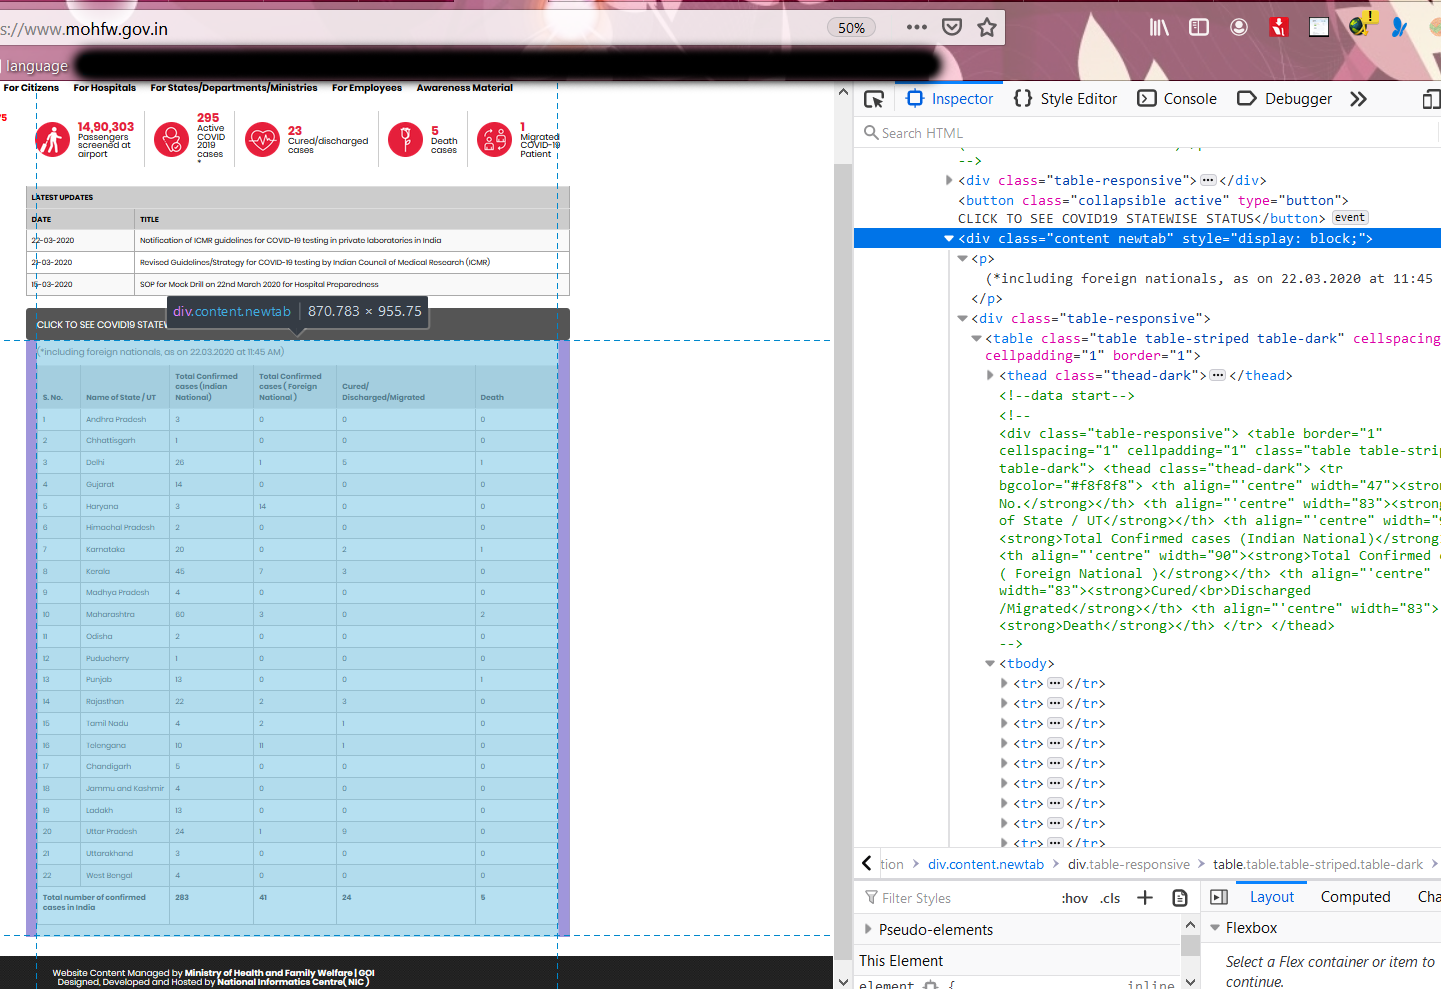 s://www.mohfw.gov.in
50%
language
For Citizens For Hospitals For States/Departments/Ministries For Employees Awareness Material
75
14,90,303
Passengers
screened at
airport
295
Active
COVID
2019
cases
*
23
Cured/discharged
cases
5
Death
cases
1
Migrated
COVID-19
Patient
LATEST UPDATES
DATE TITLE
22-03-2020 Notification of ICMR guidelines for COVID-19 testing in private laboratories in India
21-03-2020 Revised Guidelines/Strategy for COVID-19 testing by Indian Council of Medical Research (ICMR)
15-03-2020 SOP for Mock Drill on 22nd March 2020 for Hospital Preparedness
div.content.newtab 870.783 × 955.75
CLICK TO SEE COVID19 STATEW
(*including foreign nationals, as on 22.03.2020 at 11:45 AM)
S. No. Name of State / UT Total Confirmed cases (Indian National) Total Confirmed cases ( Foreign National ) Cured/ Discharged/Migrated Death
1 Andhra Pradesh 3 0 0 0
2 Chhattisgarh 1 0 0 0
3 Delhi 26 1 5 1
4 Gujarat 14 0 0 0
5 Haryana 3 14 0 0
6 Himachal Pradesh 2 0 0 0
7 Karnataka 20 0 2 1
8 Kerala 45 7 3 0
9 Madhya Pradesh 4 0 0 0
10 Maharashtra 60 3 0 2
11 Odisha 2 0 0 0
12 Puducherry 1 0 0 0
13 Punjab 13 0 0 1
14 Rajasthan 22 2 3 0
15 Tamil Nadu 4 2 1 0
16 Telengana 10 11 1 0
17 Chandigarh 5 0 0 0
18 Jammu and Kashmir 4 0 0 0
19 Ladakh 13 0 0 0
20 Uttar Pradesh 24 1 9 0
21 Uttarakhand 3 0 0 0
22 West Bengal 4 0 0 0
Total number of confirmed cases in India 283 41 24 5
Website Content Managed by Ministry of Health and Family Welfare | GOI
Designed, Developed and Hosted by National Informatics Centre( NIC )
Inspector {} Style Editor Console Debugger
Search HTML
-->
<div class="table-responsive"> ••• </div>
<button class="collapsible active" type="button">
CLICK TO SEE COVID19 STATEWISE STATUS</button> event
<div class="content newtab" style="display: block;">
<p>
(*including foreign nationals, as on 22.03.2020 at 11:45
</p>
<div class="table-responsive">
<table class="table table-striped table-dark" cellspacing
cellpadding="1" border="1">
<thead class="thead-dark"> ••• </thead>
<!--data start-->
<!--
<div class="table-responsive"> <table border="1"
cellspacing="1" cellpadding="1" class="table table-strip
table-dark"> <thead class="thead-dark"> <tr
bgcolor="#f8f8f8"> <th align="'centre" width="47"><stron
No.</strong></th> <th align="'centre" width="83"><strong
of State / UT</strong></th> <th align="'centre" width="9
<strong>Total Confirmed cases (Indian National)</strong
<th align="'centre" width="90"><strong>Total Confirmed c
( Foreign National )</strong></th> <th align="'centre"
width="83"><strong>Cured/<br>Discharged
/Migrated</strong></th> <th align="'centre" width="83">
<strong>Death</strong></th> </tr> </thead>
-->
<tbody>
<tr> ••• </tr>
<tr> ••• </tr>
<tr> ••• </tr>
<tr> ••• </tr>
<tr> ••• </tr>
<tr> ••• </tr>
<tr> ••• </tr>
<tr> ••• </tr>
<tr> ••• </tr>
tion > div.content.newtab > div.table-responsive > table.table.table-striped.table-dark >
Filter Styles :hov .cls +
Layout Computed Cha
Pseudo-elements
Flexbox
This Element
Select a Flex container or item to
continue.
element { inline